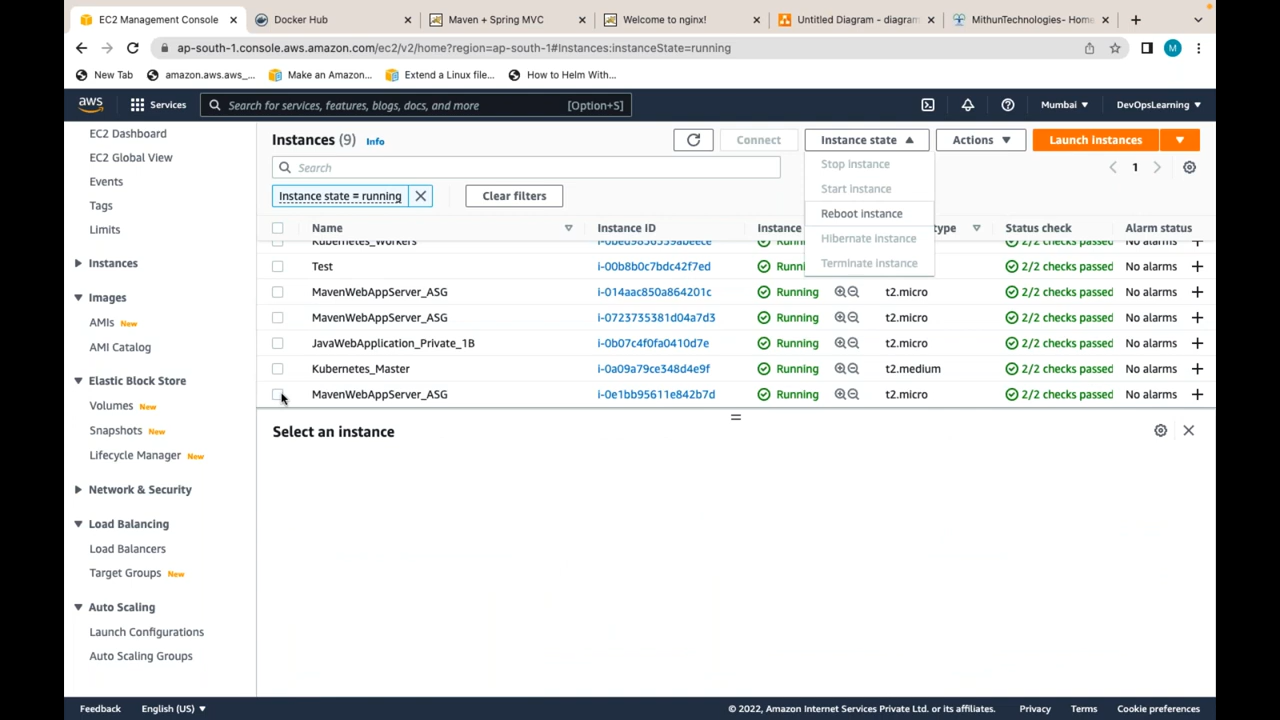 EC2 Management Console
Docker Hub
Maven + Spring MVC
Welcome to nginx!
Untitled Diagram - diagram
MithunTechnologies- Home
ap-south-1.console.aws.amazon.com/ec2/v2/home?region=ap-south-1#Instances:instanceState=running
M
New Tab
amazon.aws.aws_...
Make an Amazon...
Extend a Linux file...
How to Helm With...
aws
Services
Search for services, features, blogs, docs, and more
[Option+S]
Mumbai
DevOpsLearning
EC2 Dashboard
EC2 Global View
Events
Tags
Limits
Instances
Images
AMIs New
AMI Catalog
Elastic Block Store
Volumes New
Snapshots New
Lifecycle Manager New
Network & Security
Load Balancing
Load Balancers
Target Groups New
Auto Scaling
Launch Configurations
Auto Scaling Groups
Instances (9) Info
Connect
Instance state
Actions
Launch instances
Search
1
Instance state = running
Clear filters
Stop instance
Start instance
Reboot instance
Hibernate instance
Terminate instance
Name Instance ID Instance type Status check Alarm status
Kubernetes_Workers No alarms
Test i-00b8b0c7bdc42f7ed Runni 2/2 checks passed No alarms
MavenWebAppServer_ASG i-014aac850a864201c Running t2.micro 2/2 checks passed No alarms
MavenWebAppServer_ASG i-0723735381d04a7d3 Running t2.micro 2/2 checks passed No alarms
JavaWebApplication_Private_1B i-0b07c4f0fa0410d7e Running t2.micro 2/2 checks passed No alarms
Kubernetes_Master i-0a09a79ce348d4e9f Running t2.medium 2/2 checks passed No alarms
MavenWebAppServer_ASG i-0e1bb95611e842b7d Running t2.micro 2/2 checks passed No alarms
Select an instance
Feedback
English (US)
© 2022, Amazon Internet Services Private Ltd. or its affiliates.
Privacy
Terms
Cookie preferences